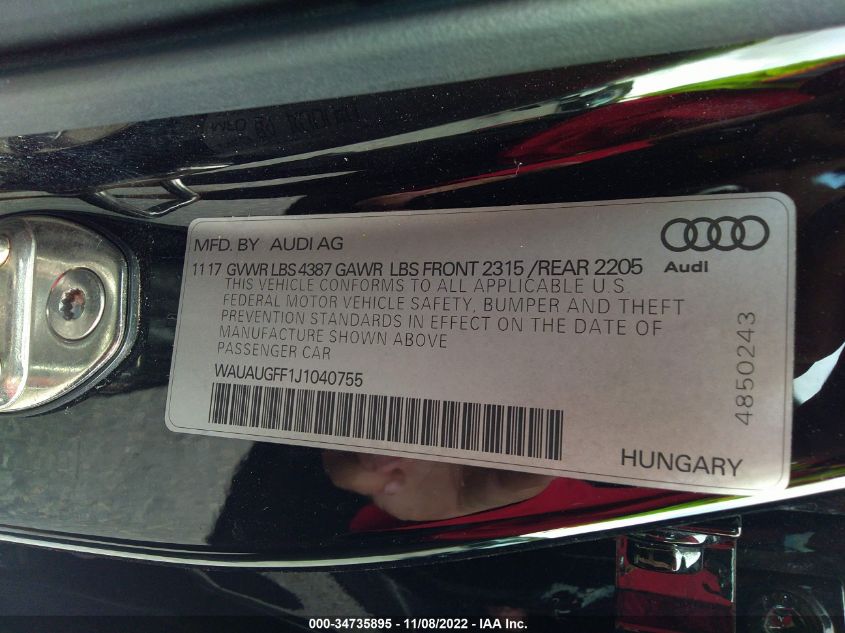 MFD. BY AUDI AG
Audi
11 17 GVWR LBS 4387 GAWR LBS FRONT 2315 /REAR 2205
THIS VEHICLE CONFORMS TO ALL APPLICABLE U.S.
FEDERAL MOTOR VEHICLE SAFETY, BUMPER AND THEFT
PREVENTION STANDARDS IN EFFECT ON THE DATE OF
MANUFACTURE SHOWN ABOVE
PASSENGER CAR
WAUAUGFF1J1040755
4850243
HUNGARY
000-34735895 - 11/08/2022 - IAA Inc.